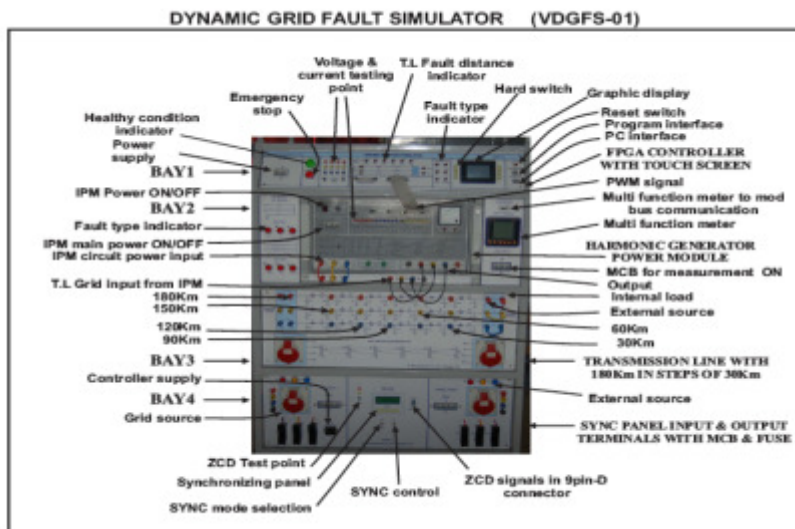 DYNAMIC GRID FAULT SIMULATOR (VDGFS-01)
Voltage & current testing point
T.L Fault distance indicator
Hard switch
Graphic display
Emergency stop
Fault type indicator
Reset switch
Healthy condition indicator
Program interface
PC interface
Power supply
FPGA CONTROLLER WITH TOUCH SCREEN
BAY1
PWM signal
IPM Power ON/OFF
BAY2
Multi function meter to mod bus communication
Fault type indicator
Multi function meter
IPM main power ON/OFF
HARMONIC GENERATOR POWER MODULE
IPM circuit power input
MCB for measurement ON
T.L Grid input from IPM
Output
Internal load
180Km
150Km
External source
120Km
60Km
90Km
30Km
BAY3
TRANSMISSION LINE WITH 180Km IN STEPS OF 30Km
Controller supply
BAY4
External source
Grid source
SYNC PANEL INPUT & OUTPUT TERMINALS WITH MCB & FUSE
ZCD Test point
Synchronizing panel
SYNC control
ZCD signals in 9pin-D connector
SYNC mode selection